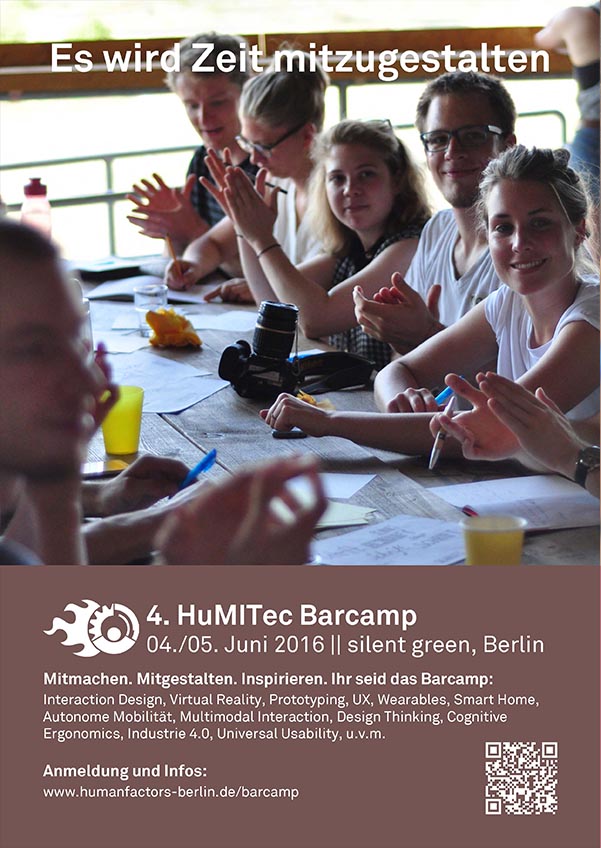 Es wird Zeit mitzugestalten
4. HuMITec Barcamp
04./05. Juni 2016 || silent green, Berlin
Mitmachen. Mitgestalten. Inspirieren. Ihr seid das Barcamp:
Interaction Design, Virtual Reality, Prototyping, UX, Wearables, Smart Home,
Autonome Mobilität, Multimodal Interaction, Design Thinking, Cognitive
Ergonomics, Industrie 4.0, Universal Usability, u.v.m.
Anmeldung und Infos:
www.humanfactors-berlin.de/barcamp